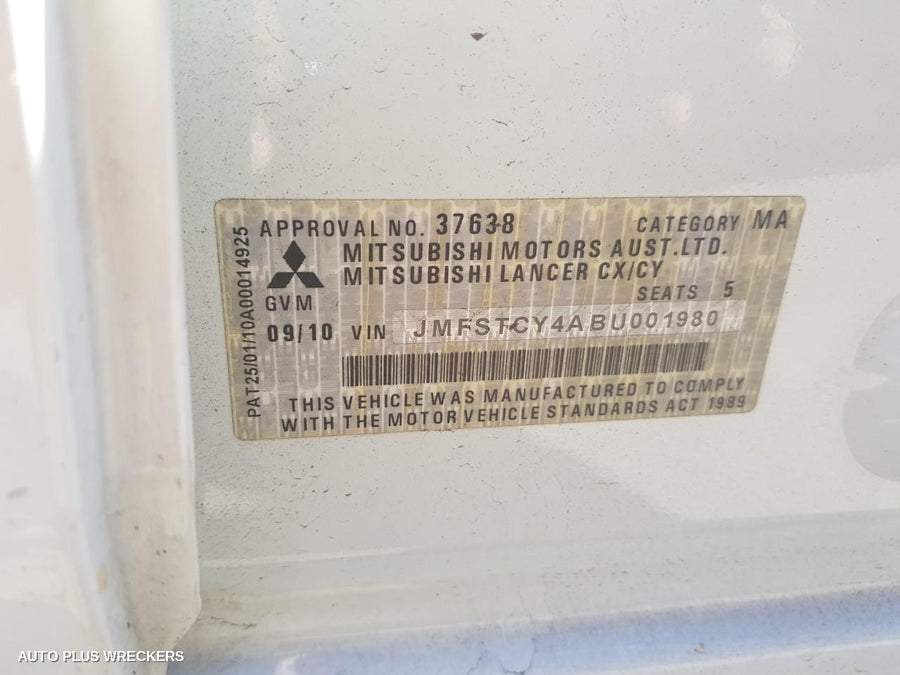 APPROVAL NO. 37638 CATEGORY MA
MITSUBISHI MOTORS AUST.LTD.
MITSUBISHI LANCER CX/CY
GVM SEATS 5
09/10 VIN JMFSTCY4ABU001980
THIS VEHICLE WAS MANUFACTURED TO COMPLY
WITH THE MOTOR VEHICLE STANDARDS ACT 1989
PAT25/01/10A00014925
AUTO PLUS WRECKERS